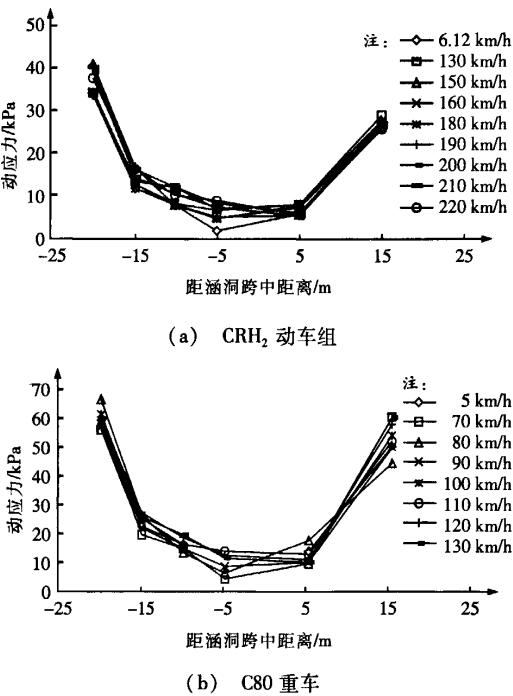 50
40
30
20
10
0
动应力/kPa
注：
6.12 km/h
130 km/h
150 km/h
160 km/h
180 km/h
190 km/h
200 km/h
210 km/h
220 km/h
-25 -15 -5 5 15 25
距涵洞跨中距离/m
(a) CRH₂ 动车组
70
60
50
40
30
20
10
0
动应力/kPa
注：
5 km/h
70 km/h
80 km/h
90 km/h
100 km/h
110 km/h
120 km/h
130 km/h
-25 -15 -5 5 15 25
距涵洞跨中距离/m
(b) C80 重车